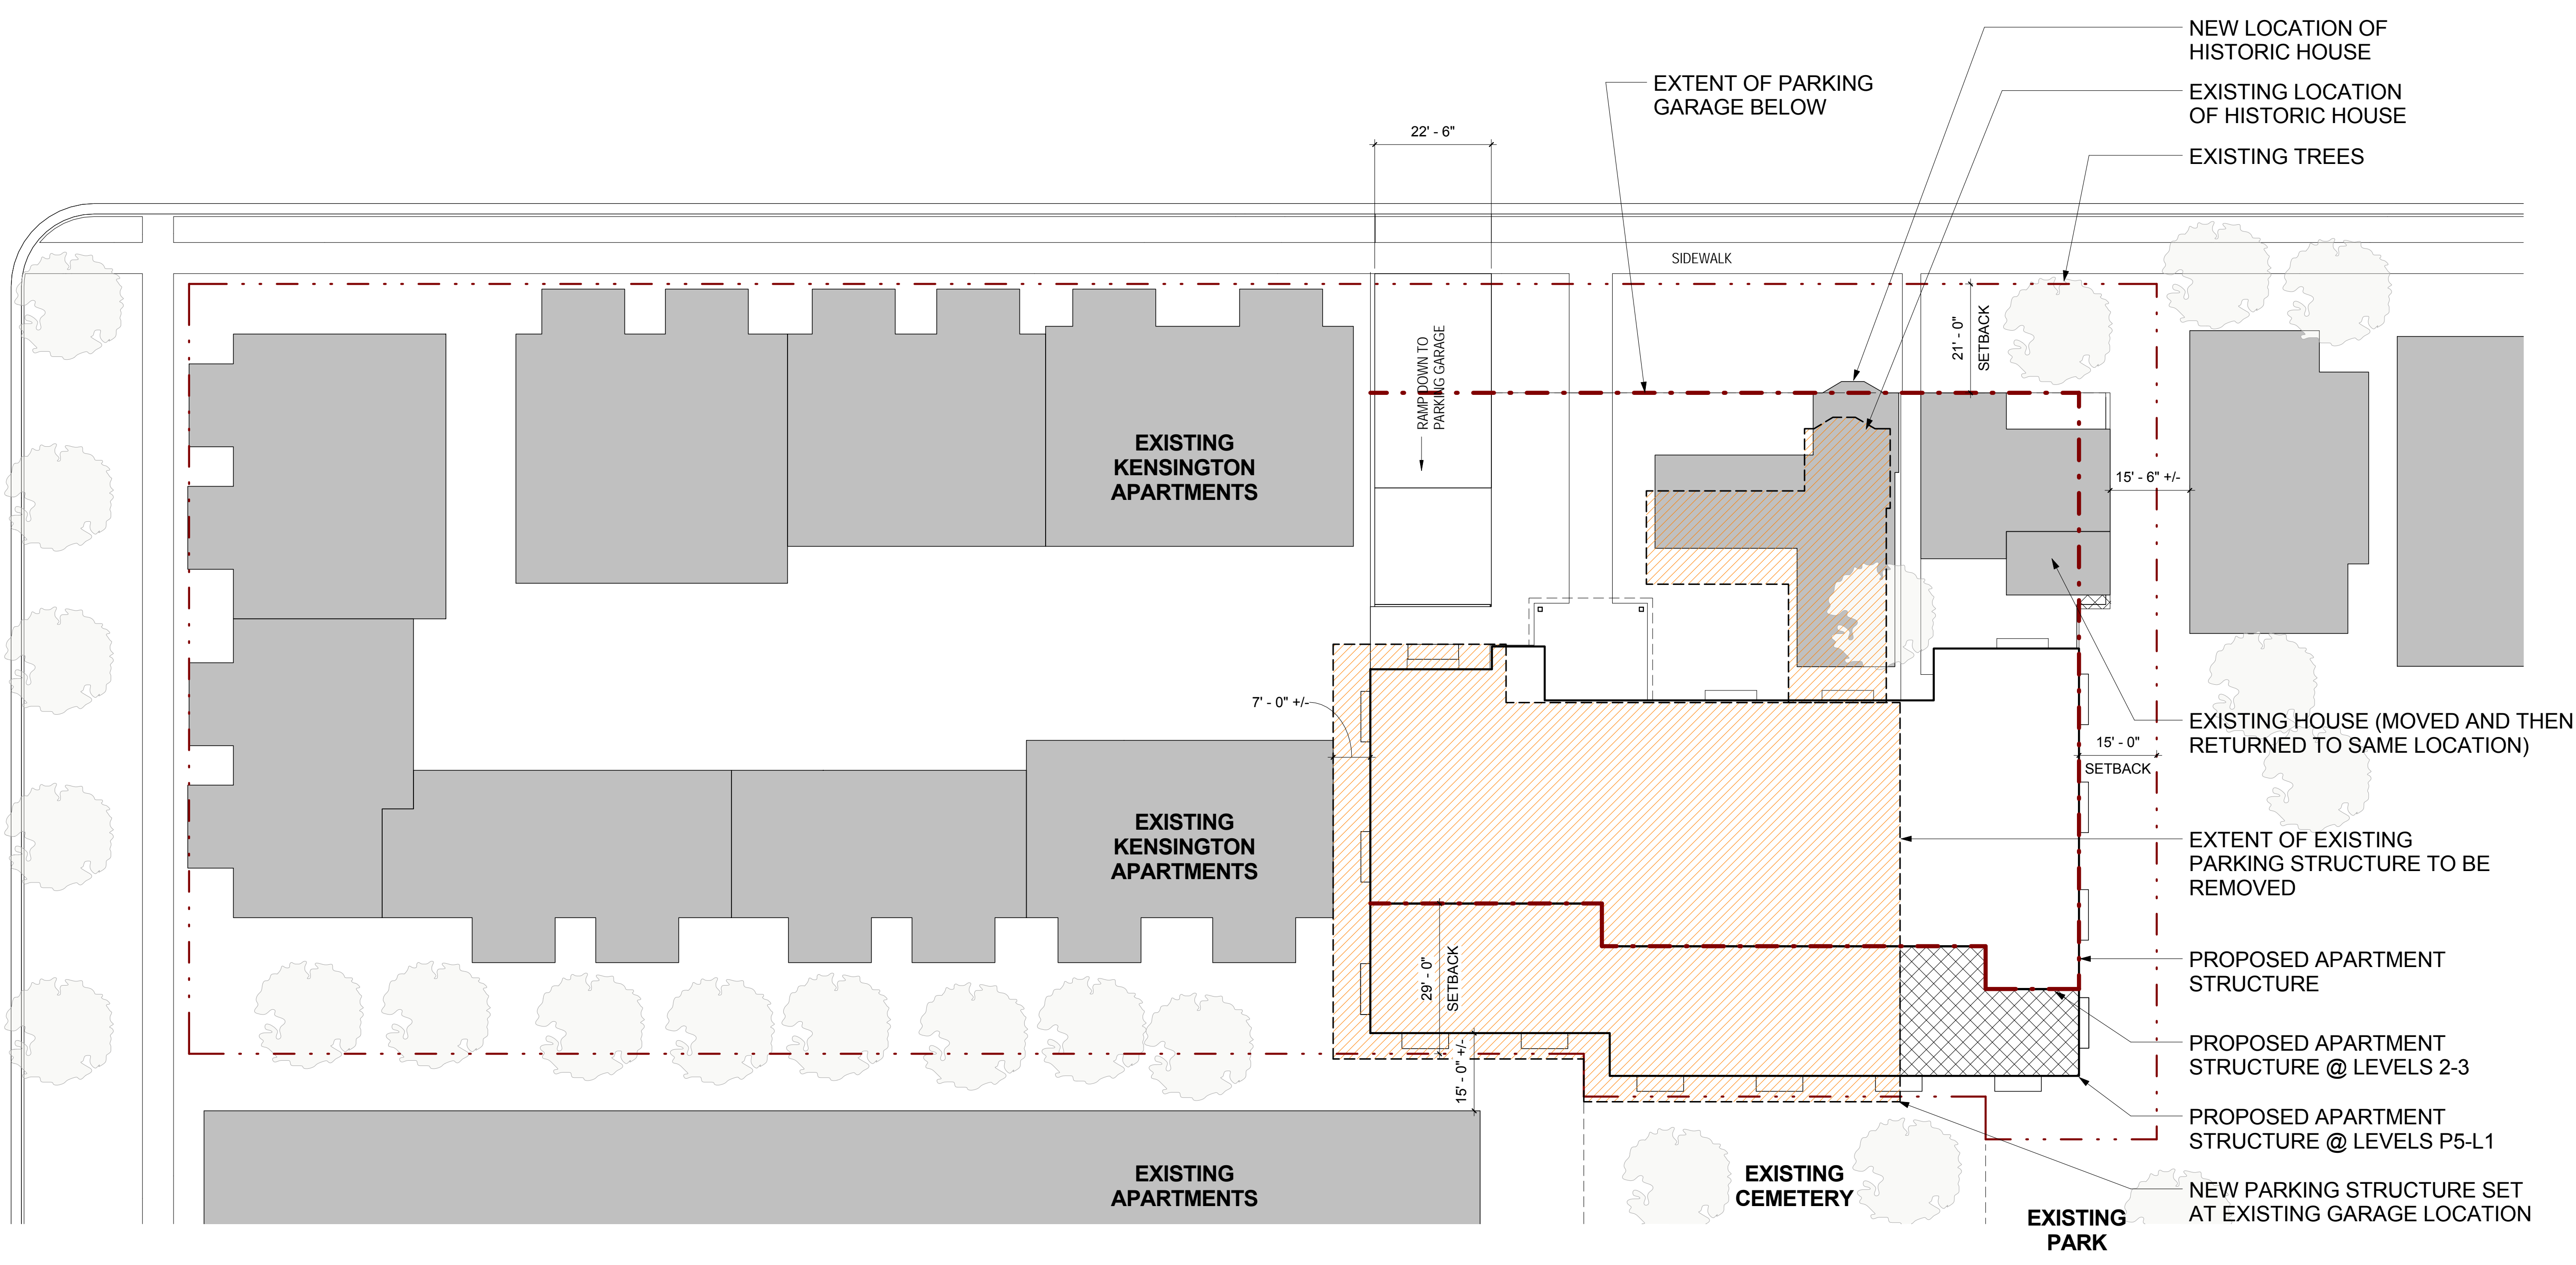 NEW LOCATION OF
HISTORIC HOUSE
EXTENT OF PARKING
GARAGE BELOW
EXISTING LOCATION
OF HISTORIC HOUSE
22' - 6"
EXISTING TREES
SIDEWALK
RAMP DOWN TO
PARKING GARAGE
21' - 0"
SETBACK
EXISTING
KENSINGTON
APARTMENTS
15' - 6" +/-
7' - 0" +/-
EXISTING HOUSE (MOVED AND THEN
RETURNED TO SAME LOCATION)
15' - 0"
SETBACK
EXISTING
KENSINGTON
APARTMENTS
EXTENT OF EXISTING
PARKING STRUCTURE TO BE
REMOVED
29' - 0"
SETBACK
PROPOSED APARTMENT
STRUCTURE
15' - 0" +/-
PROPOSED APARTMENT
STRUCTURE @ LEVELS 2-3
PROPOSED APARTMENT
STRUCTURE @ LEVELS P5-L1
EXISTING
APARTMENTS
EXISTING
CEMETERY
NEW PARKING STRUCTURE SET
AT EXISTING GARAGE LOCATION
EXISTING
PARK